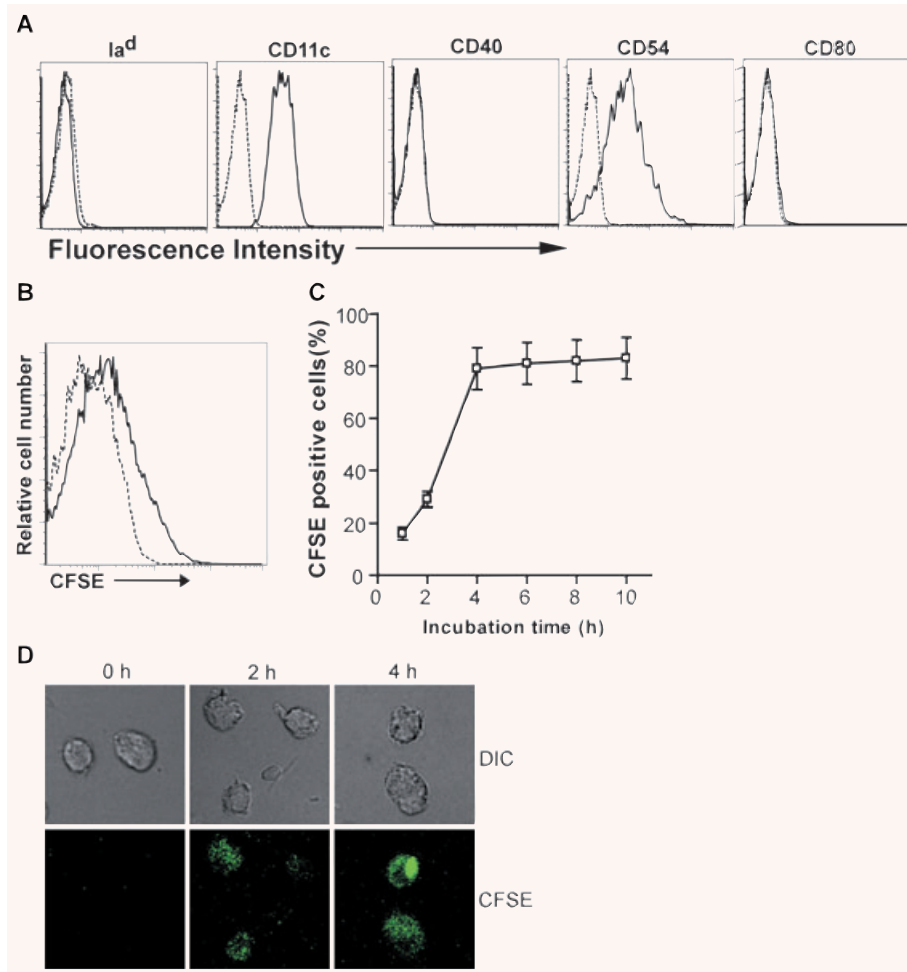 A
Iad CD11c CD40 CD54 CD80
Fluorescence Intensity
B
Relative cell number
CFSE
C
CFSE positive cells(%)
100
80
60
40
20
0
0 2 4 6 8 10
Incubation time (h)
D
0 h 2 h 4 h
DIC
CFSE